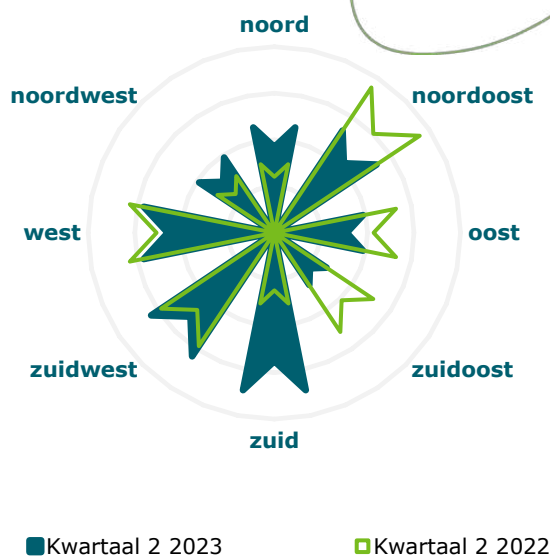 noord
noordwest
noordoost
west
oost
zuidwest
zuidoost
zuid
Kwartaal 2 2023
Kwartaal 2 2022